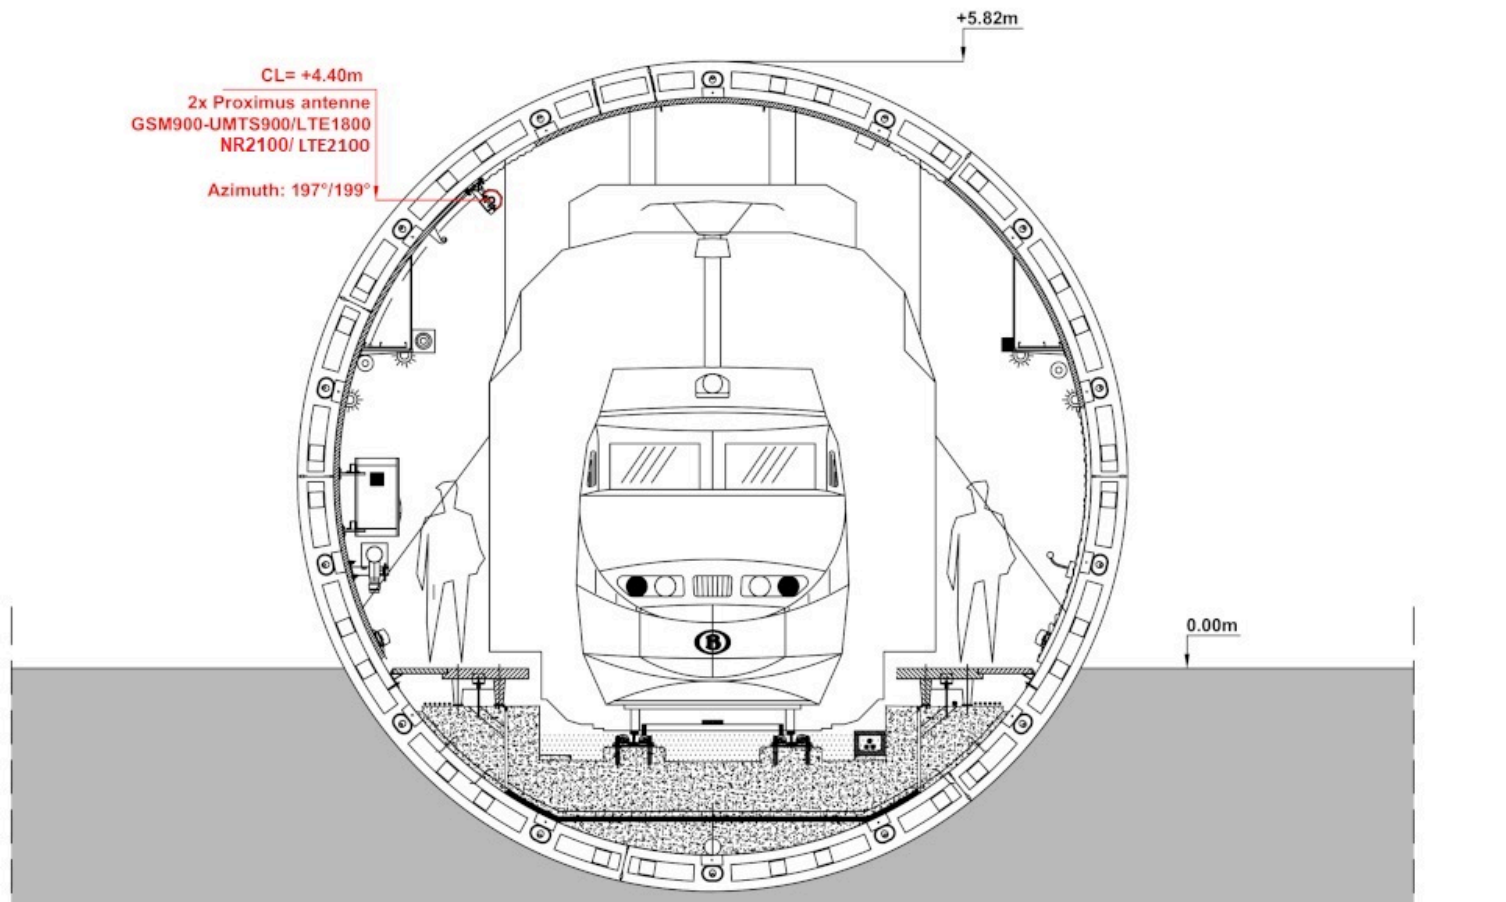 +5.82m
CL= +4.40m
2x Proximus antenne
GSM900-UMTS900/LTE1800
NR2100/ LTE2100
Azimuth: 197°/199°
B
0.00m